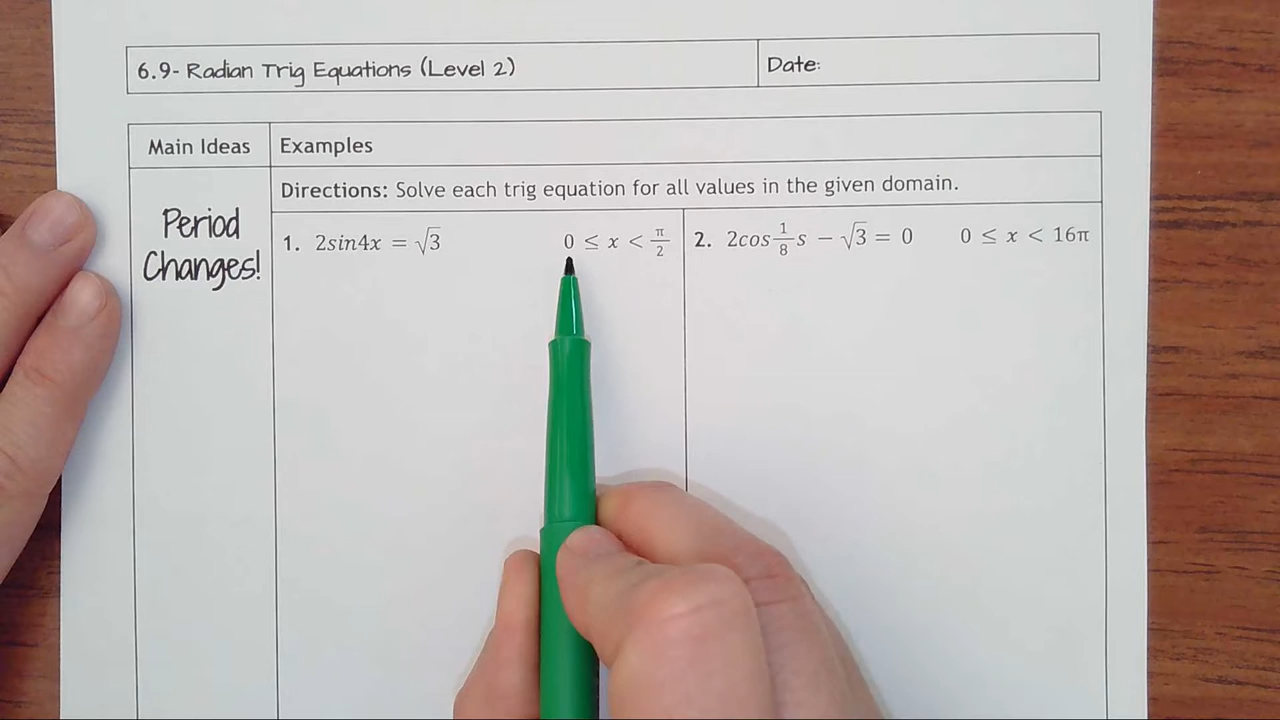 6.9- Radian Trig Equations (Level 2)
Date:
Main Ideas
Examples
Period
Changes!
Directions: Solve each trig equation for all values in the given domain.
1. 2sin4x = √3    0 ≤ x < π/2
2. 2cos 1/8 s − √3 = 0    0 ≤ x < 16π